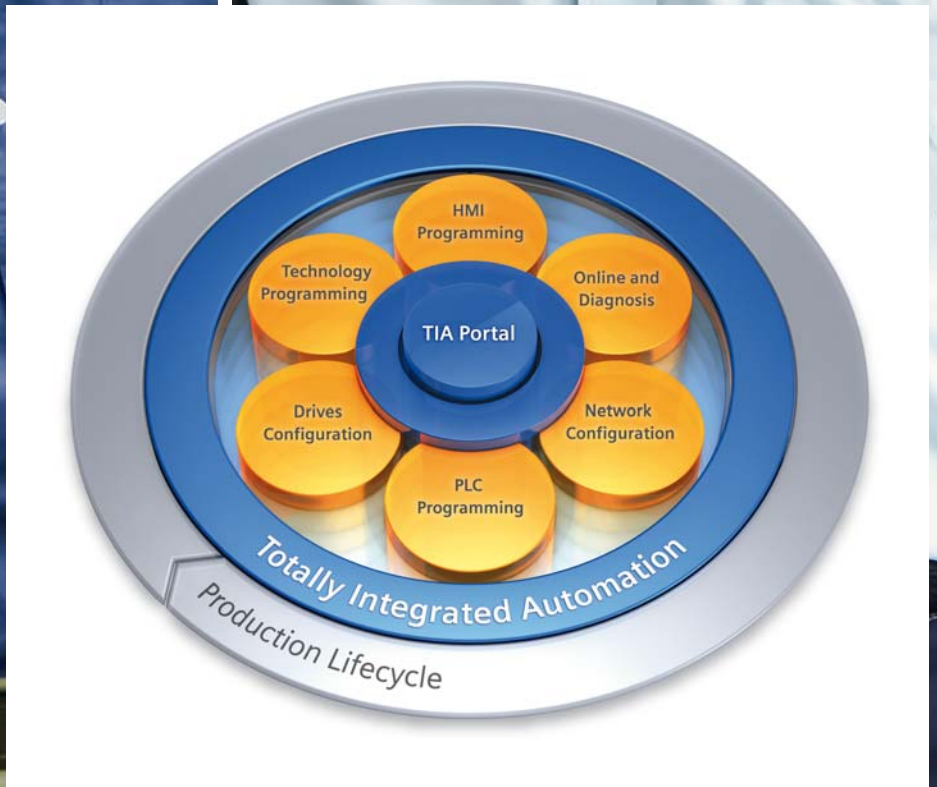 HMI
Programming
Technology
Programming
Online and
Diagnosis
TIA Portal
Drives
Configuration
Network
Configuration
PLC
Programming
Totally Integrated Automation
Production Lifecycle